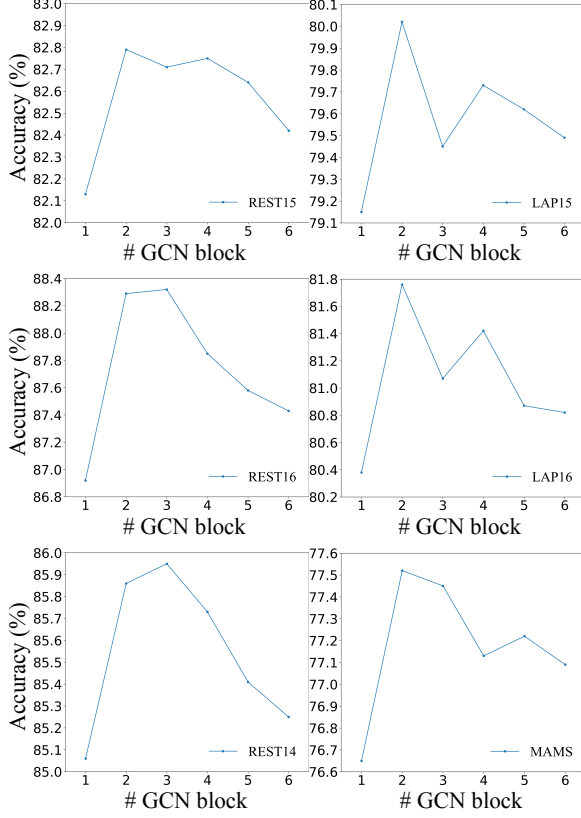 Accuracy (%)
83.0
82.9
82.8
82.7
82.6
82.5
82.4
82.3
82.2
82.1
82.0
REST15
1 2 3 4 5 6
# GCN block
80.1
80.0
79.9
79.8
79.7
79.6
79.5
79.4
79.3
79.2
79.1
LAP15
1 2 3 4 5 6
# GCN block
Accuracy (%)
88.4
88.2
88.0
87.8
87.6
87.4
87.2
87.0
86.8
REST16
1 2 3 4 5 6
# GCN block
81.8
81.6
81.4
81.2
81.0
80.8
80.6
80.4
80.2
LAP16
1 2 3 4 5 6
# GCN block
Accuracy (%)
86.0
85.9
85.8
85.7
85.6
85.5
85.4
85.3
85.2
85.1
85.0
REST14
1 2 3 4 5 6
# GCN block
77.6
77.5
77.4
77.3
77.2
77.1
77.0
76.9
76.8
76.7
76.6
MAMS
1 2 3 4 5 6
# GCN block